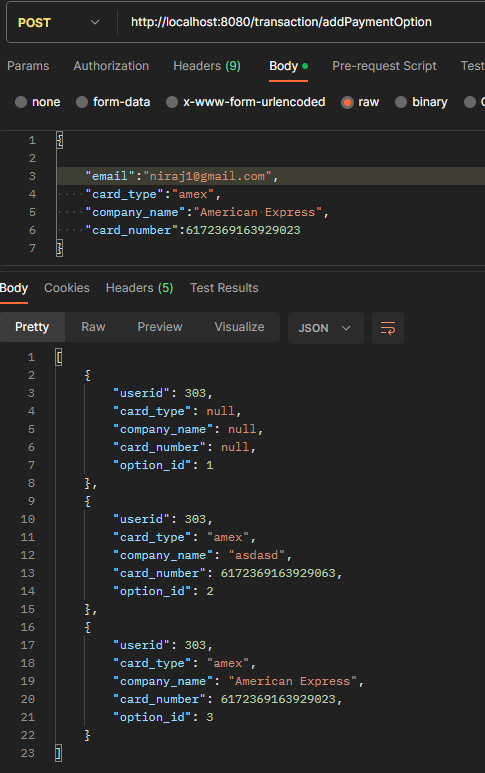 POST http://localhost:8080/transaction/addPaymentOption
Params Authorization Headers (9) Body Pre-request Script Test
none form-data x-www-form-urlencoded raw binary
1 {
2
3 "email":"niraj1@gmail.com",
4 "card_type":"amex",
5 "company_name":"American Express",
6 "card_number":6172369163929023
7 }
Body Cookies Headers (5) Test Results
Pretty Raw Preview Visualize JSON
1 [
2 {
3 "userid": 303,
4 "card_type": null,
5 "company_name": null,
6 "card_number": null,
7 "option_id": 1
8 },
9 {
10 "userid": 303,
11 "card_type": "amex",
12 "company_name": "asdasd",
13 "card_number": 6172369163929063,
14 "option_id": 2
15 },
16 {
17 "userid": 303,
18 "card_type": "amex",
19 "company_name": "American Express",
20 "card_number": 6172369163929023,
21 "option_id": 3
22 }
23 ]